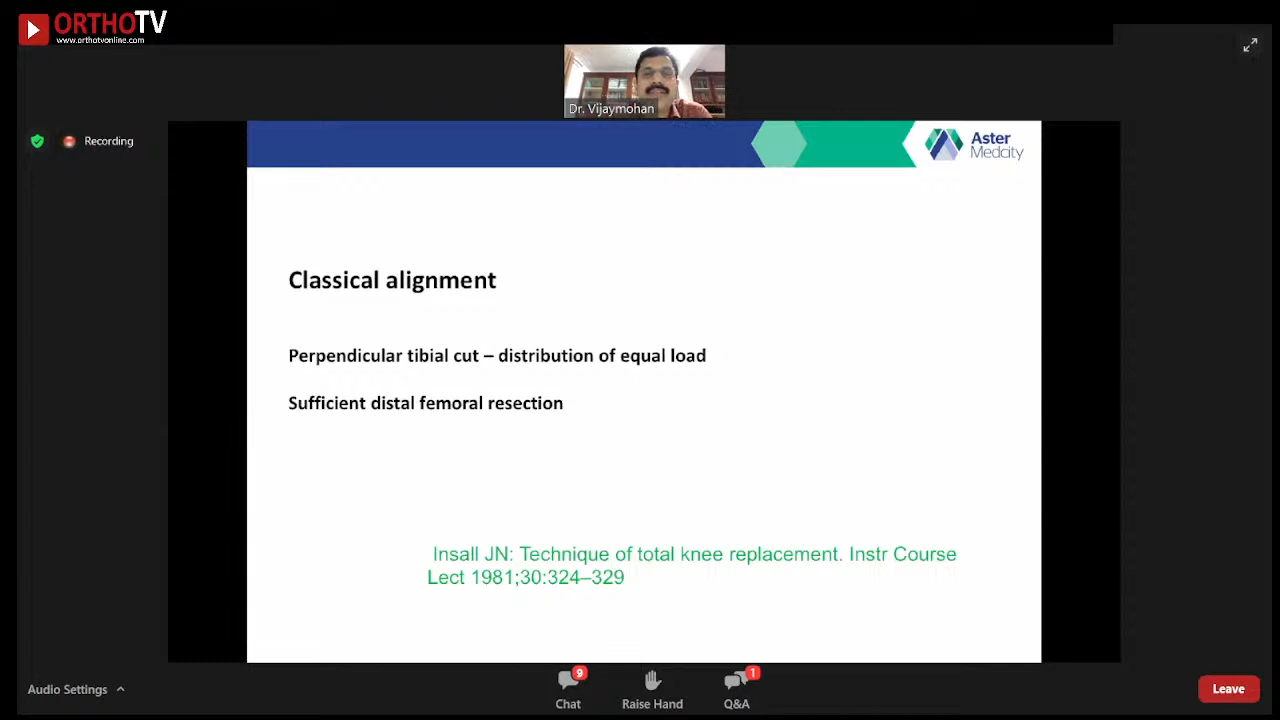 ORTHOTV
www.orthotvonline.com
Dr. Vijaymohan
Recording
Aster
Medcity
Classical alignment
Perpendicular tibial cut – distribution of equal load
Sufficient distal femoral resection
Insall JN: Technique of total knee replacement. Instr Course
Lect 1981;30:324–329
Audio Settings
9
Chat
Raise Hand
1
Q&A
Leave